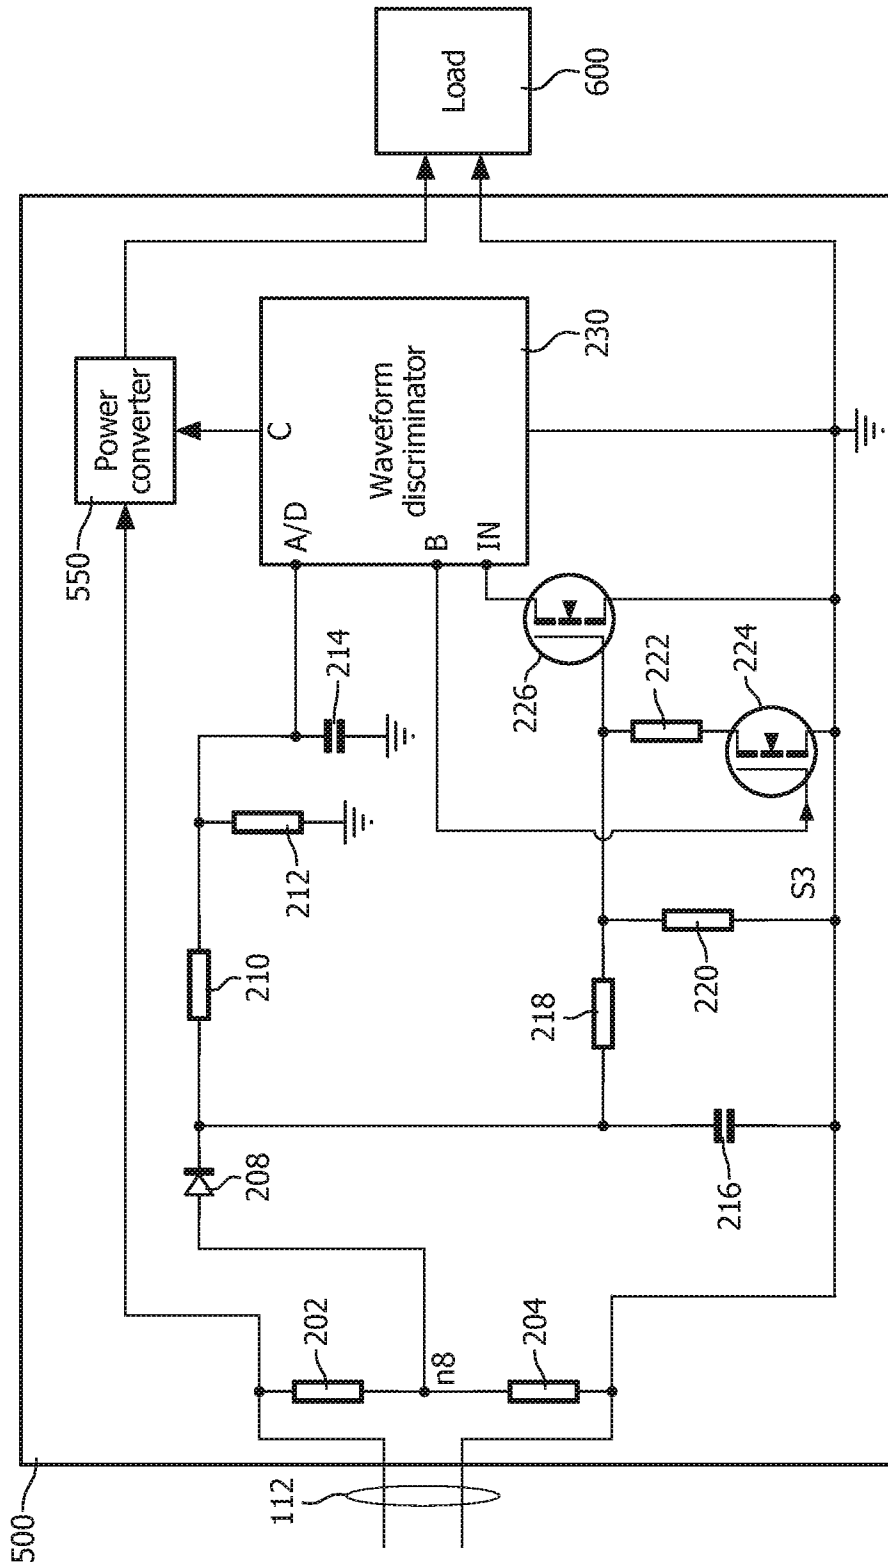 500
112
202
n8
204
208
210
212
214
550
Power
converter
A/D
C
B
IN
Waveform
discriminator
230
Load
600
216
218
220
S3
222
224
226